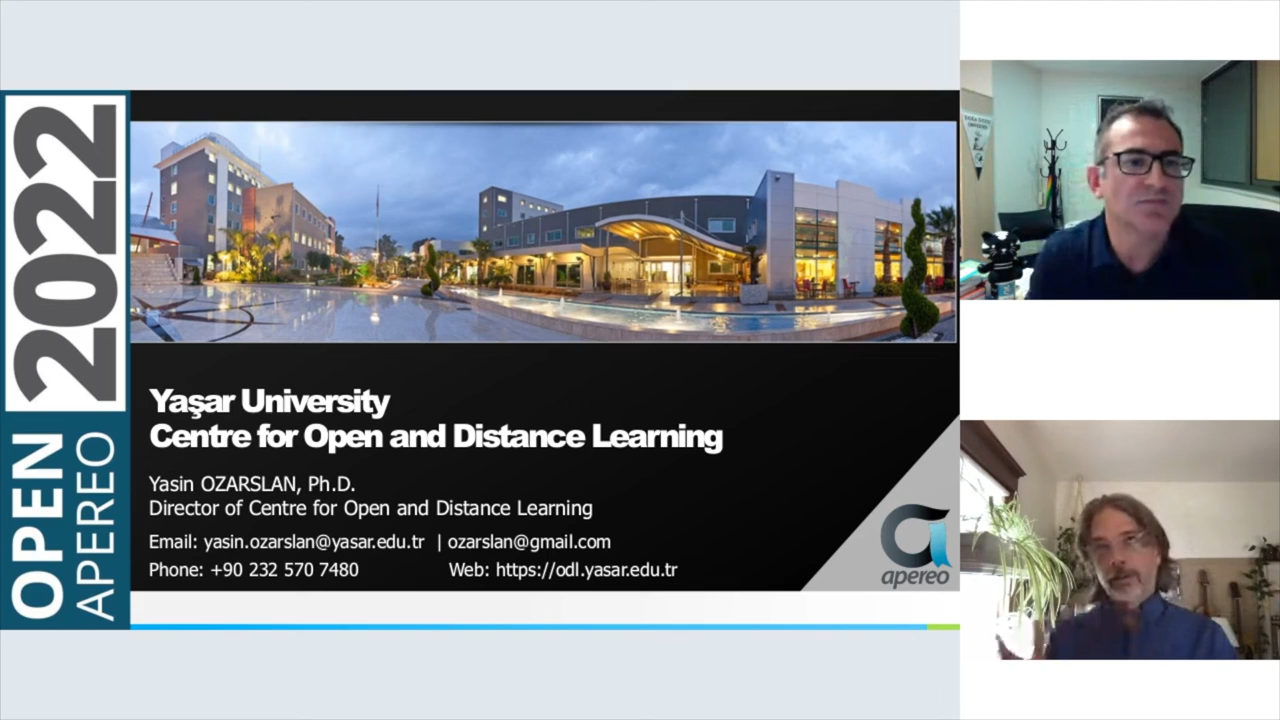 OPEN 2022
APEREO
Yaşar University
Centre for Open and Distance Learning
Yasin OZARSLAN, Ph.D.
Director of Centre for Open and Distance Learning
Email: yasin.ozarslan@yasar.edu.tr | ozarslan@gmail.com
Phone: +90 232 570 7480 Web: https://odl.yasar.edu.tr
apereo